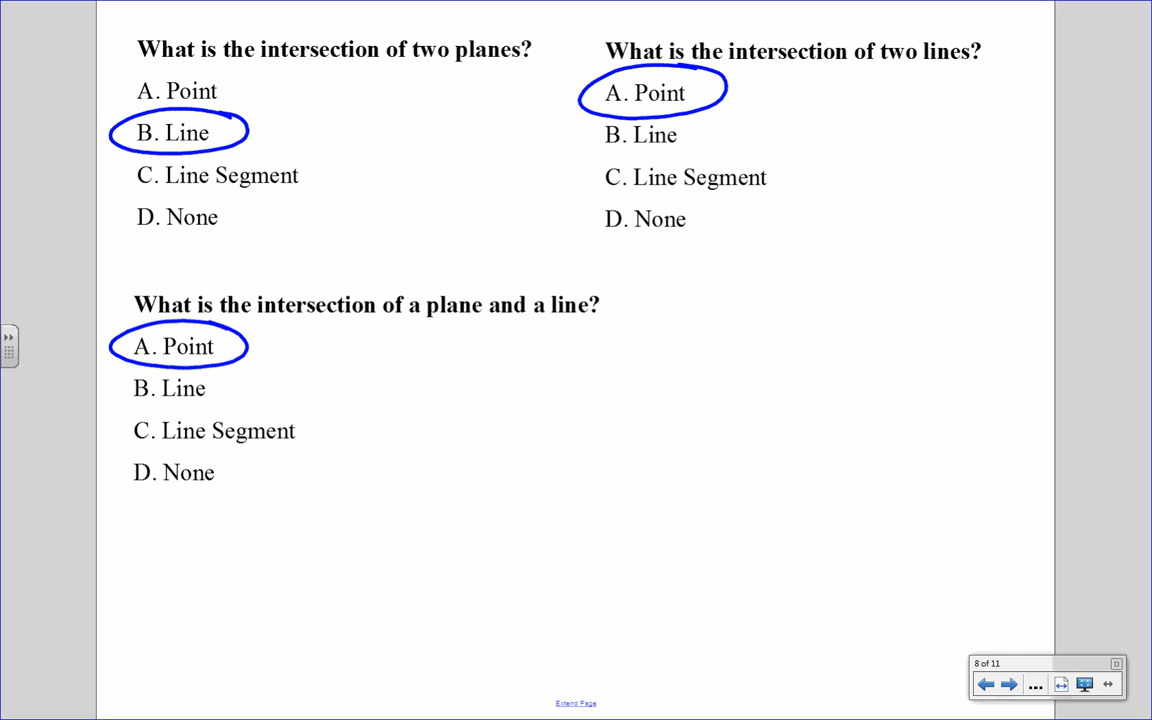 What is the intersection of two planes?
A. Point
B. Line
C. Line Segment
D. None
What is the intersection of two lines?
A. Point
B. Line
C. Line Segment
D. None
What is the intersection of a plane and a line?
A. Point
B. Line
C. Line Segment
D. None
8 of 11
Extend Page